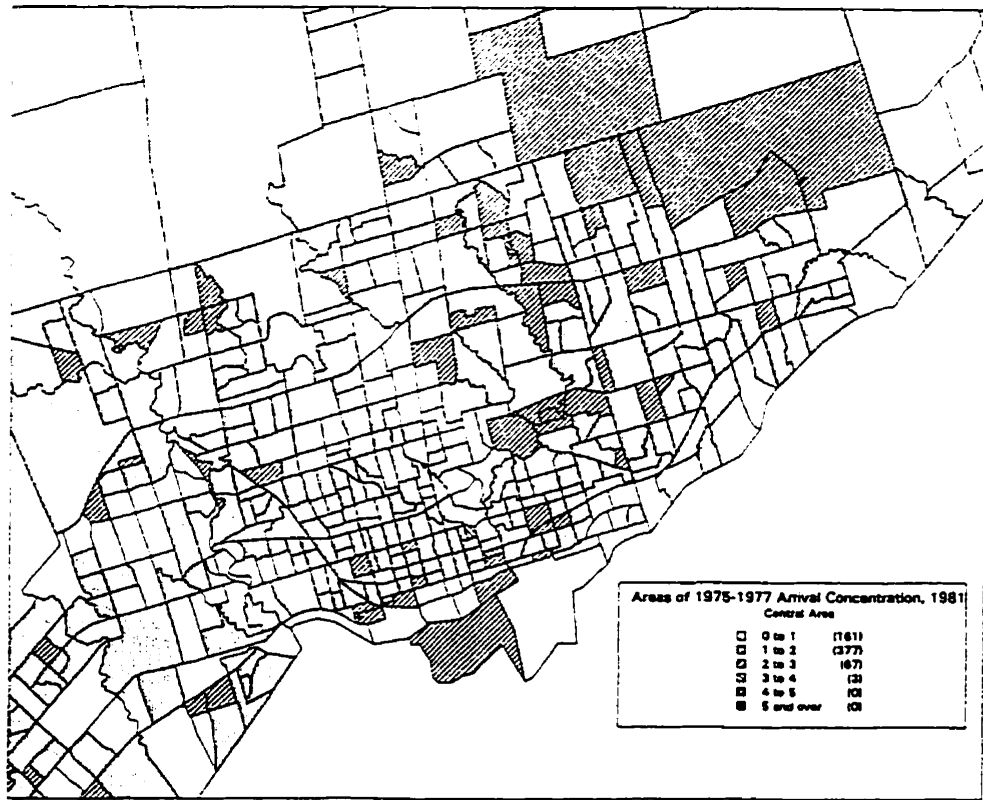 Areas of 1975-1977 Arrival Concentration, 1981
Central Area
0 to 1 (161)
1 to 2 (377)
2 to 3 (67)
3 to 4 (3)
4 to 5 (0)
5 and over (0)